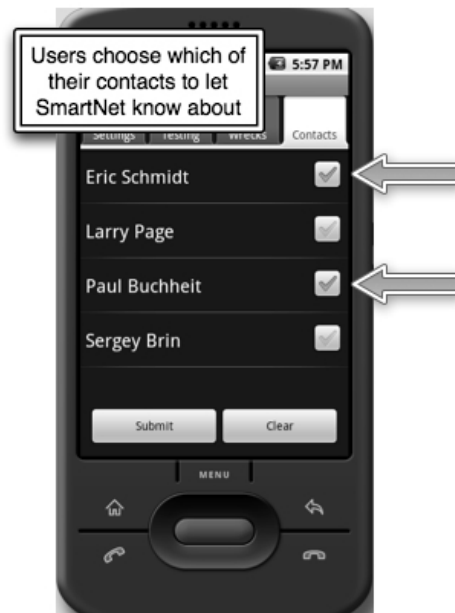 Users choose which of
their contacts to let
SmartNet know about
5:57 PM
Settings Testing Wrecks Contacts
Eric Schmidt
Larry Page
Paul Buchheit
Sergey Brin
Submit Clear
MENU